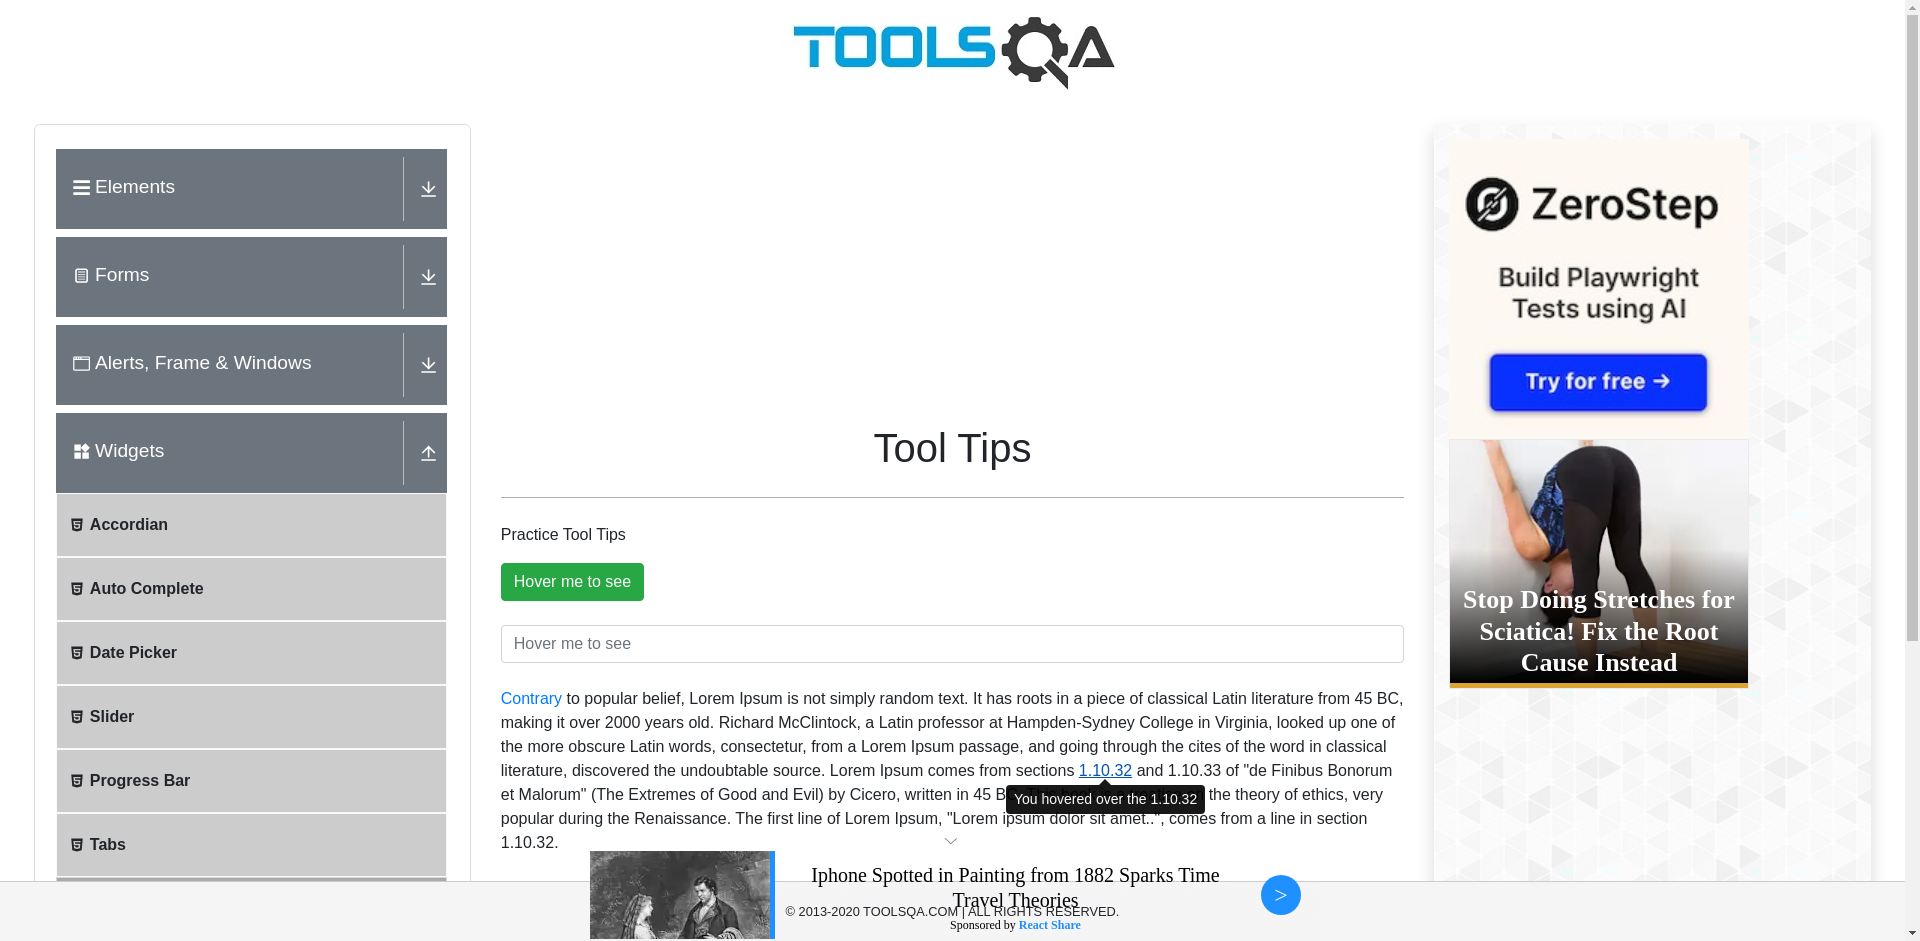 TOOLSQA
Elements
Forms
Alerts, Frame & Windows
Widgets
Accordian
Auto Complete
Date Picker
Slider
Progress Bar
Tabs
Tool Tips
Practice Tool Tips
Hover me to see
Hover me to see
Contrary to popular belief, Lorem Ipsum is not simply random text. It has roots in a piece of classical Latin literature from 45 BC,
making it over 2000 years old. Richard McClintock, a Latin professor at Hampden-Sydney College in Virginia, looked up one of
the more obscure Latin words, consectetur, from a Lorem Ipsum passage, and going through the cites of the word in classical
literature, discovered the undoubtable source. Lorem Ipsum comes from sections 1.10.32 and 1.10.33 of "de Finibus Bonorum
et Malorum" (The Extremes of Good and Evil) by Cicero, written in 45 the theory of ethics, very
You hovered over the 1.10.32
popular during the Renaissance. The first line of Lorem Ipsum, "Lorem ipsum dolor sit amet..", comes from a line in section
1.10.32.
ZeroStep
Build Playwright
Tests using AI
Try for free →
Stop Doing Stretches for
Sciatica! Fix the Root
Cause Instead
Iphone Spotted in Painting from 1882 Sparks Time
Travel Theories
Sponsored by React Share
>
© 2013-2020 TOOLSQA.COM | ALL RIGHTS RESERVED.